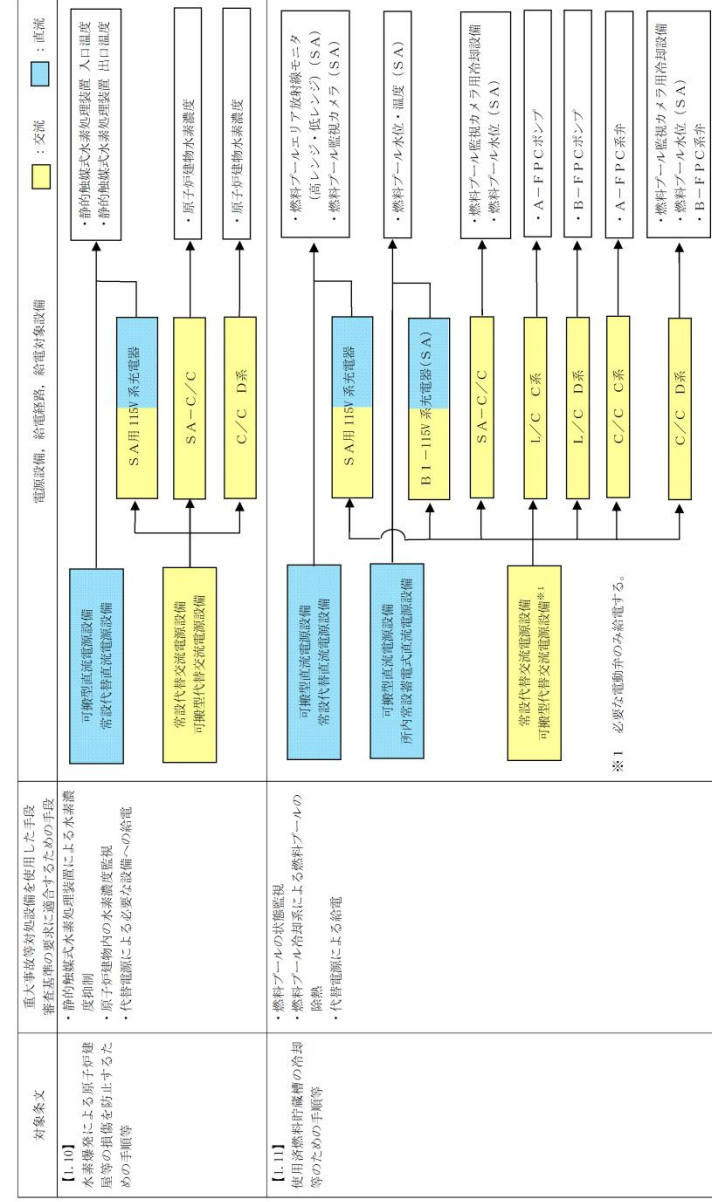 対象条文
重大事故等対処設備を使用した手段
審査基準の要求に適合するための手段
電源設備，給電経路，給電対象設備
：交流
：直流
【1.10】
水素爆発による原子炉建
屋等の損傷を防止するた
めの手順等
・静的触媒式水素処理装置による水素濃
度抑制
・原子炉建物内の水素濃度監視
・代替電源による必要な設備への給電
可搬型直流電源設備
常設代替直流電源設備
常設代替交流電源設備
可搬型代替交流電源設備
ＳＡ用115V系充電器
ＳＡ－Ｃ／Ｃ
Ｃ／Ｃ　Ｄ系
・静的触媒式水素処理装置 入口温度
・静的触媒式水素処理装置 出口温度
・原子炉建物水素濃度
・原子炉建物水素濃度
【1.11】
使用済燃料貯蔵槽の冷却
等のための手順等
・燃料プールの状態監視
・燃料プール冷却系による燃料プールの
除熱
・代替電源による給電
可搬型直流電源設備
常設代替直流電源設備
可搬型直流電源設備
所内常設蓄電式直流電源設備
常設代替交流電源設備
可搬型代替交流電源設備※1
※1　必要な電動弁のみ給電する。
ＳＡ用115V系充電器
Ｂ１－115V系充電器(ＳＡ)
ＳＡ－Ｃ／Ｃ
Ｌ／Ｃ　Ｃ系
Ｌ／Ｃ　Ｄ系
Ｃ／Ｃ　Ｃ系
Ｃ／Ｃ　Ｄ系
・燃料プールエリア放射線モニタ
(高レンジ・低レンジ)（ＳＡ）
・燃料プール監視カメラ（ＳＡ）
・燃料プール水位・温度（ＳＡ）
・燃料プール監視カメラ用冷却設備
・燃料プール水位（ＳＡ）
・Ａ－ＦＰＣポンプ
・Ｂ－ＦＰＣポンプ
・Ａ－ＦＰＣ系弁
・燃料プール監視カメラ用冷却設備
・燃料プール水位（ＳＡ）
・Ｂ－ＦＰＣ系弁